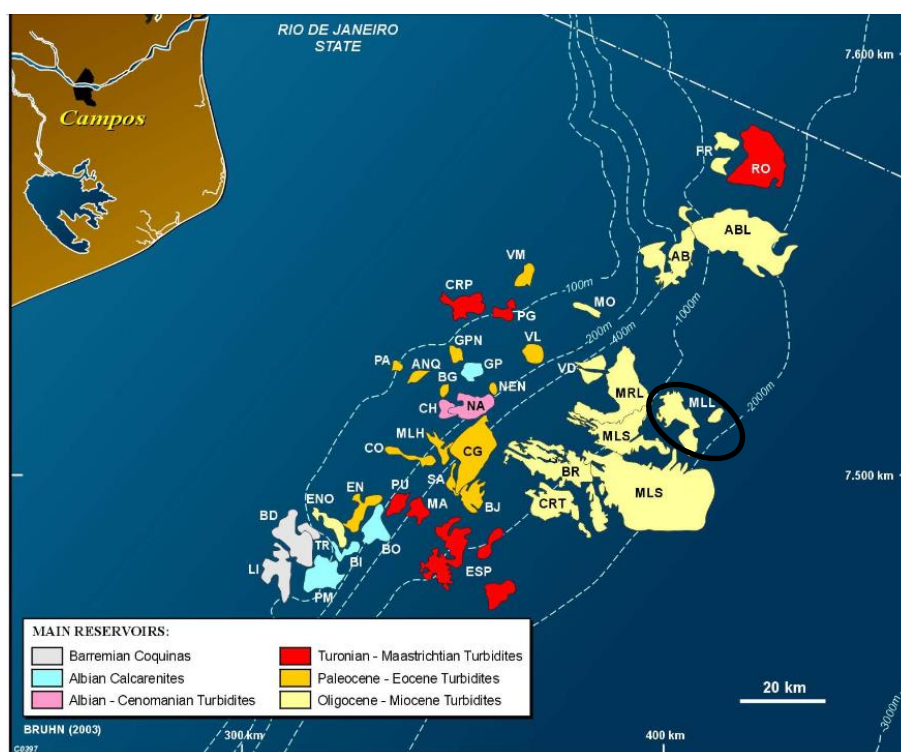 RIO DE JANEIRO
STATE
7.600 km
Campos
FR
RO
ABL
AB
VM
CRP
-100m
MO
PG
1000m
-200m
-400m
GPN
VL
PA
ANQ
GP
VD
BG
NEN
MRL
MLL
-2000m
CH
NA
MLH
MLS
CO
CG
7.500 km
SA
BR
EN
PU
MLS
ENO
MA
BJ
CRT
BD
TR
BO
BI
LI
ESP
PM
MAIN RESERVOIRS:
Barremian Coquinas
Turonian - Maastrichtian Turbidites
Albian Calcarenites
Paleocene - Eocene Turbidites
Albian - Cenomanian Turbidites
Oligocene - Miocene Turbidites
20 km
-3000m
BRUHN (2003)
300 km
400 km
C0397